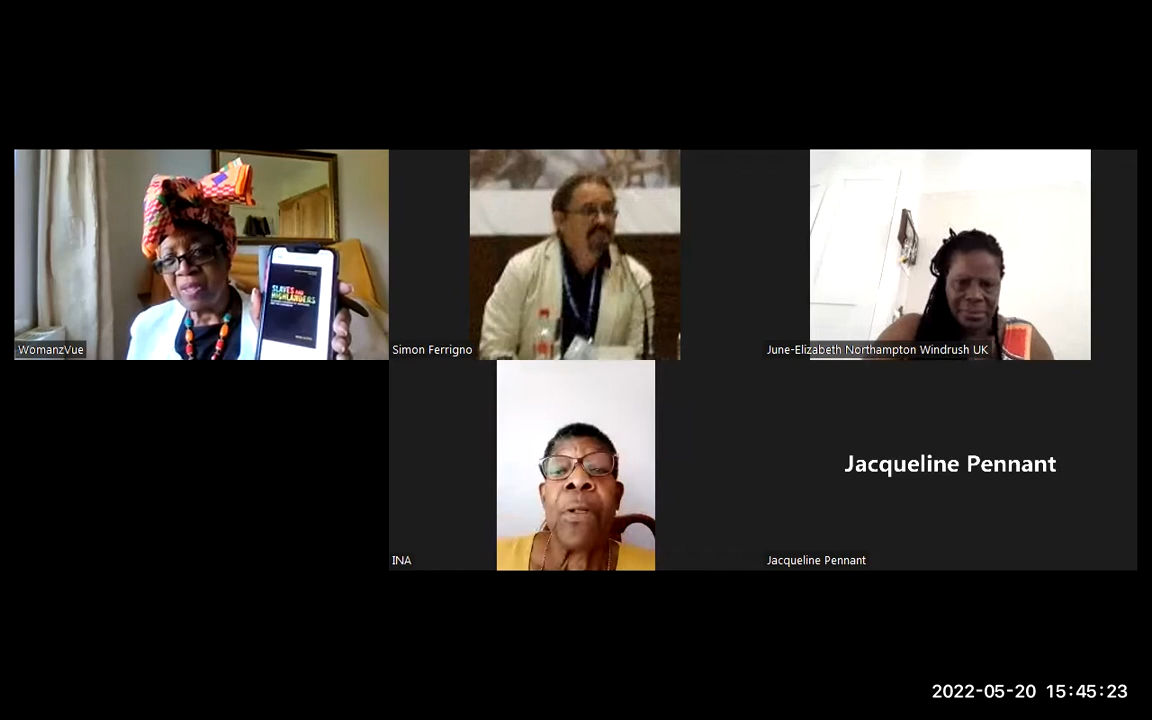 SLAVES AND
HIGHLANDERS
WomanzVue
Simon Ferrigno
June-Elizabeth Northampton Windrush UK
Jacqueline Pennant
INA
Jacqueline Pennant
2022-05-20 15:45:23